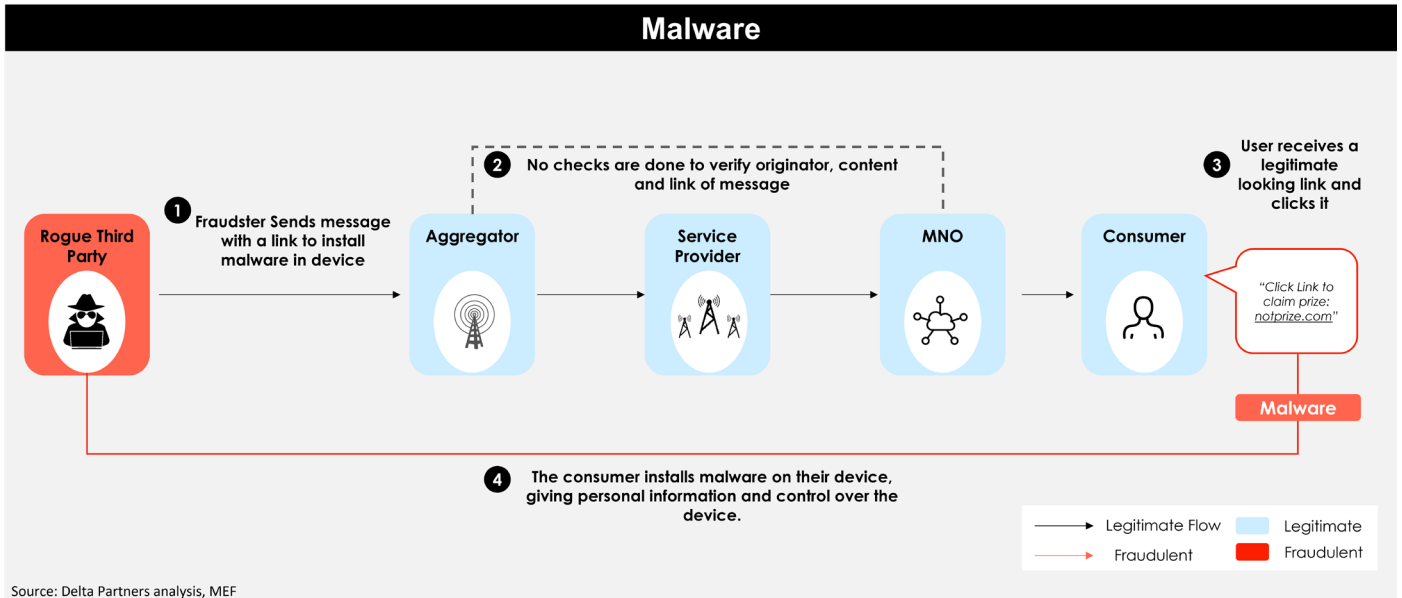 Malware
1
Fraudster Sends message
with a link to install
malware in device
2
No checks are done to verify originator, content
and link of message
3
User receives a
legitimate
looking link and
clicks it
Rogue Third
Party
Aggregator
Service
Provider
MNO
Consumer
“Click Link to
claim prize:
notprize.com”
Malware
4
The consumer installs malware on their device,
giving personal information and control over the
device.
Legitimate Flow
Legitimate
Fraudulent
Fraudulent
Source: Delta Partners analysis, MEF